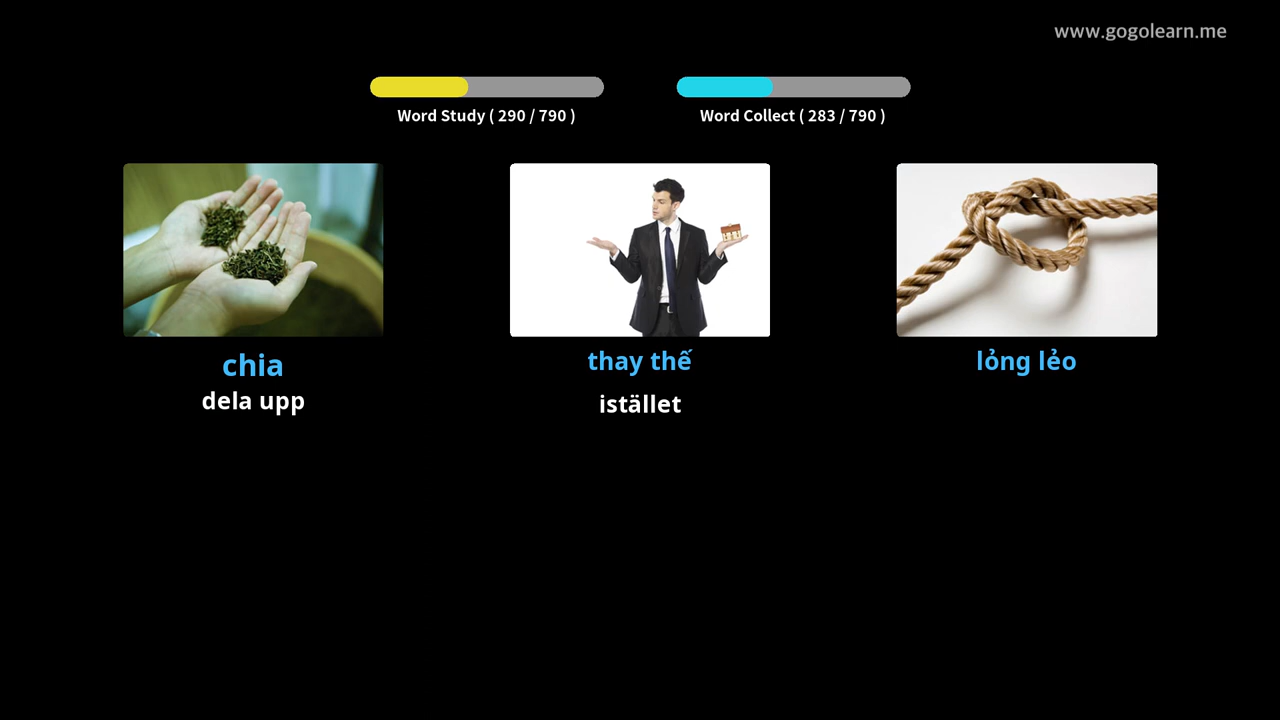 www.gogolearn.me
Word Study ( 290 / 790 )
Word Collect ( 283 / 790 )
chia
dela upp
thay thế
istället
lỏng lẻo